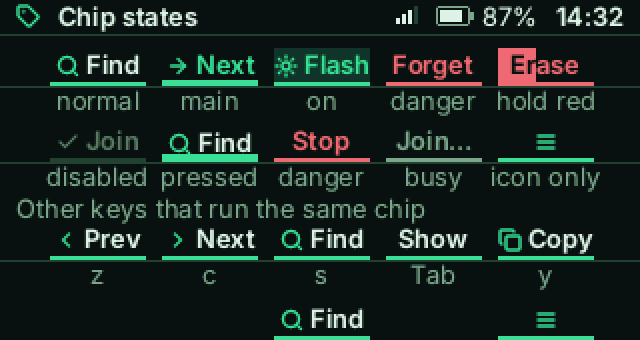 Chip states 87% 14:32
Find Next Flash Forget Erase
normal main on danger hold red
Join Find Stop Join... 
disabled pressed danger busy icon only
Other keys that run the same chip
Prev Next Find Show Copy
z c s Tab y
Find